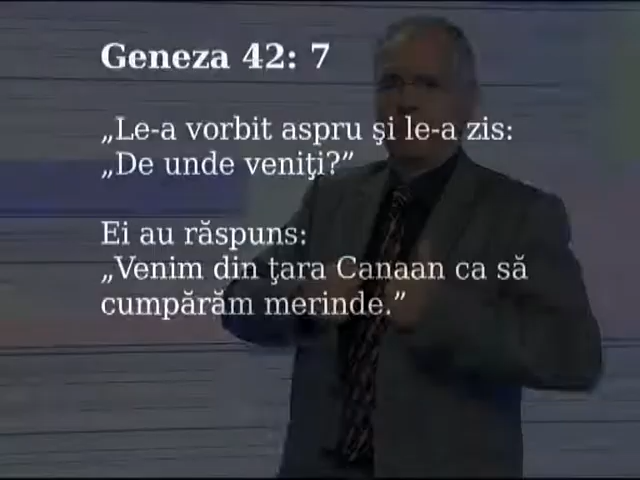 Geneza 42: 7
„Le-a vorbit aspru şi le-a zis:
„De unde veniţi?”
Ei au răspuns:
„Venim din ţara Canaan ca să
cumpărăm merinde.”